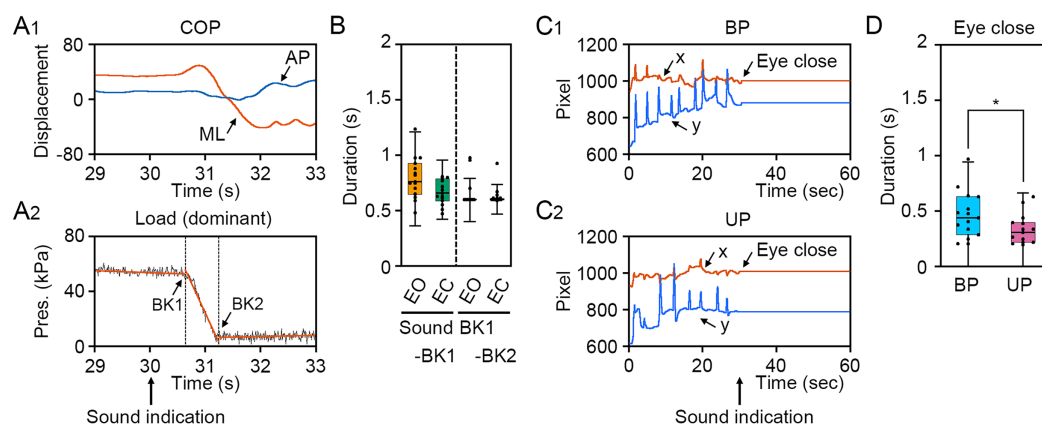 A1
COP
80
0
-80
Displacement
AP
ML
29
30
31
32
33
Time (s)
A2
Load (dominant)
80
40
0
Pres. (kPa)
BK1
BK2
29
30
31
32
33
Time (s)
Sound indication
B
2
1.5
1
0.5
0
Duration (s)
EO
EC
EO
EC
Sound
-BK1
BK1
-BK2
C1
BP
1200
1000
800
600
Pixel
x
y
Eye close
0
20
40
60
Time (sec)
C2
UP
1200
1000
800
600
Pixel
x
y
Eye close
0
20
40
60
Time (sec)
Sound indication
D
Eye close
2
1.5
1
0.5
0
Duration (s)
*
BP
UP